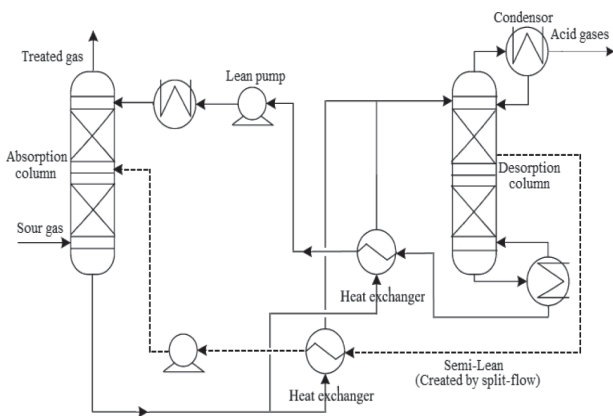 Condensor
Acid gases
Treated gas
Lean pump
Absorption
column
Desorption
column
Sour gas
Heat exchanger
Semi-Lean
(Created by split-flow)
Heat exchanger